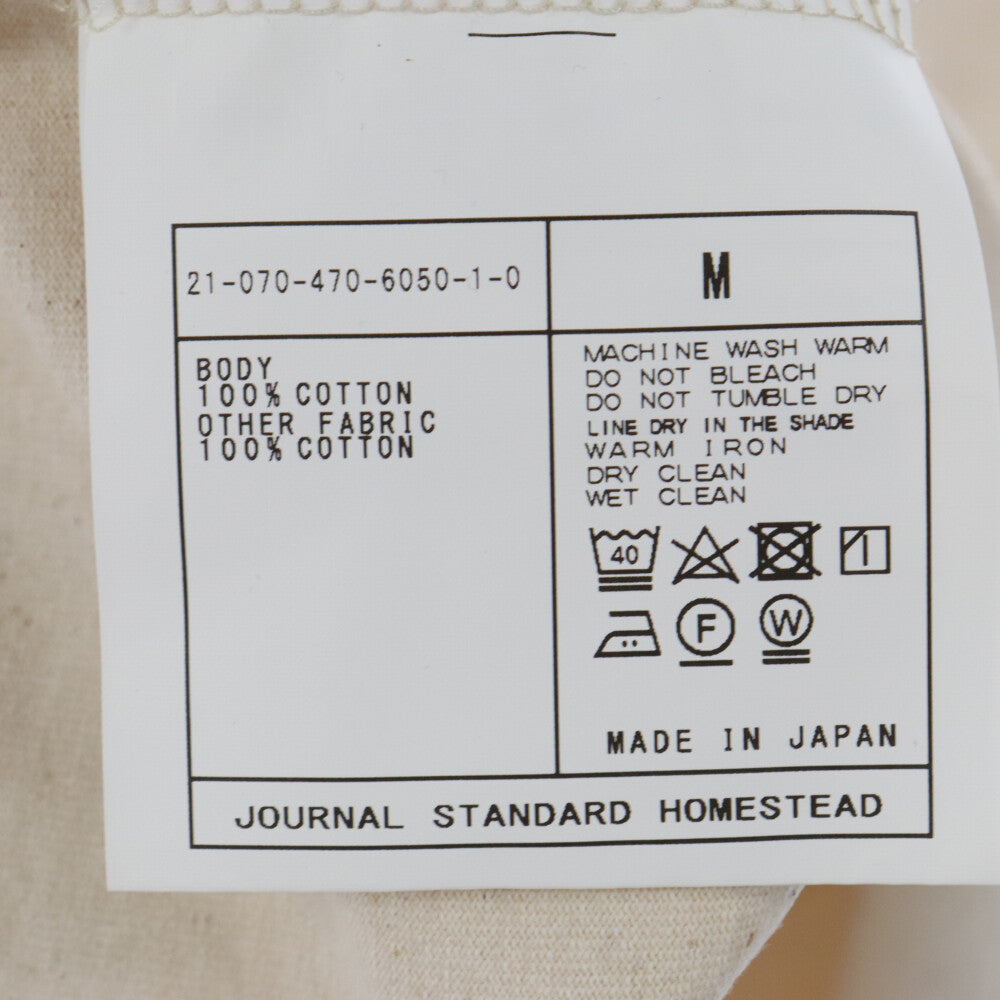 21-070-470-6050-1-0
M
BODY
100% COTTON
OTHER FABRIC
100% COTTON
MACHINE WASH WARM
DO NOT BLEACH
DO NOT TUMBLE DRY
LINE DRY IN THE SHADE
WARM IRON
DRY CLEAN
WET CLEAN
40
F W
MADE IN JAPAN
JOURNAL STANDARD HOMESTEAD